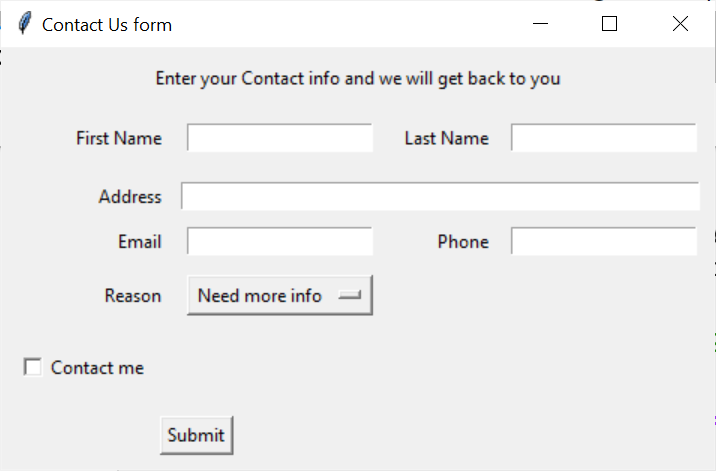 Contact Us form
Enter your Contact info and we will get back to you
First Name Last Name
Address
Email Phone
Reason Need more info
Contact me
Submit